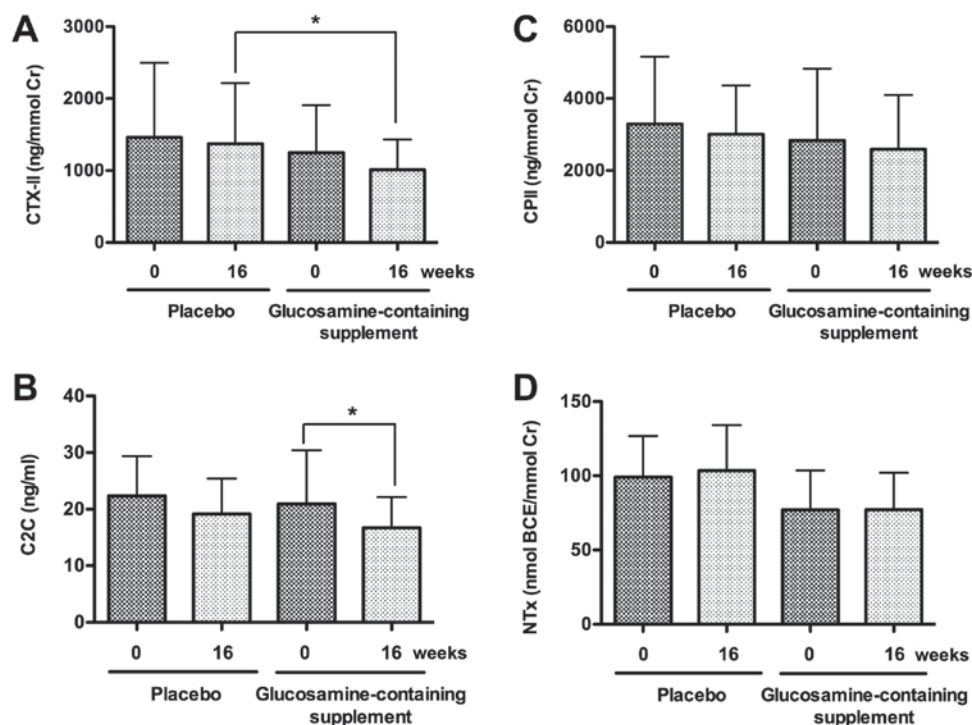 A
CTX-II (ng/mmol Cr)
3000
2000
1000
0
*
0 16 0 16 weeks
Placebo Glucosamine-containing
supplement
C
CPII (ng/mmol Cr)
6000
4000
2000
0
0 16 0 16 weeks
Placebo Glucosamine-containing
supplement
B
C2C (ng/ml)
40
30
20
10
0
*
0 16 0 16 weeks
Placebo Glucosamine-containing
supplement
D
NTx (nmol BCE/mmol Cr)
150
100
50
0
0 16 0 16 weeks
Placebo Glucosamine-containing
supplement